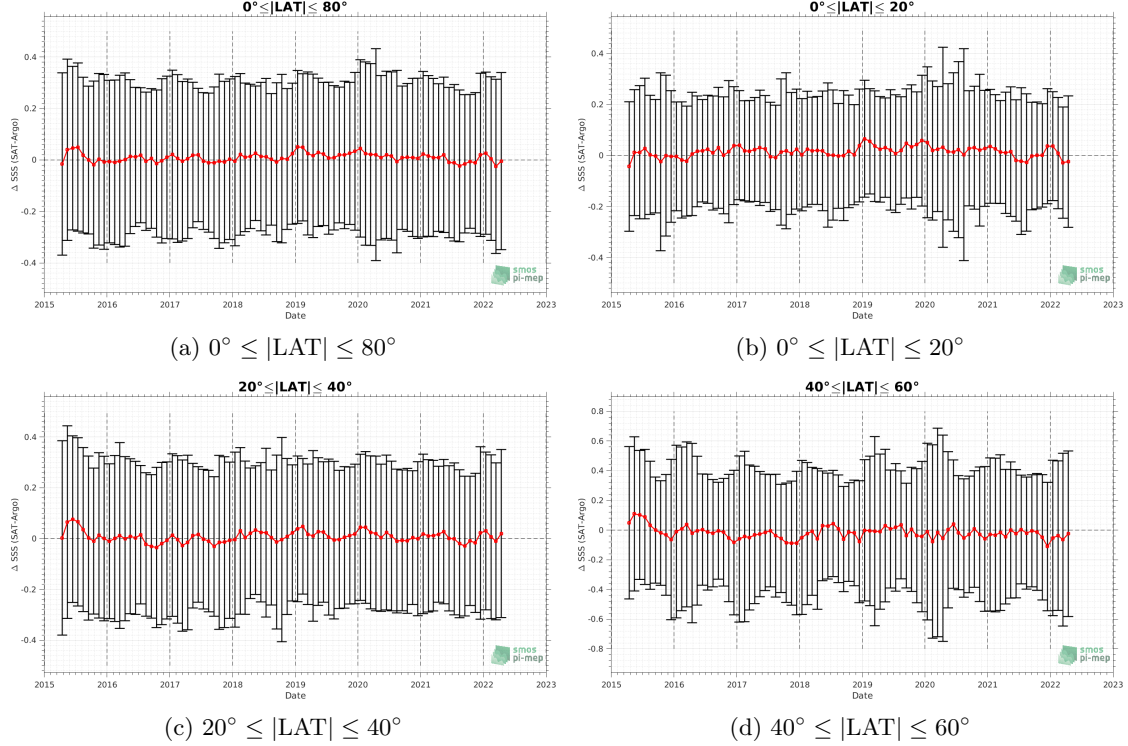 0°≤|LAT|≤ 80°
Δ SSS (SAT-Argo)
0.4
0.2
0
-0.2
-0.4
2015 2016 2017 2018 2019 2020 2021 2022 2023
Date
smos
pi-mep
(a) 0° ≤ |LAT| ≤ 80°
0°≤|LAT|≤ 20°
Δ SSS (SAT-Argo)
0.4
0.2
0
-0.2
-0.4
2015 2016 2017 2018 2019 2020 2021 2022 2023
Date
smos
pi-mep
(b) 0° ≤ |LAT| ≤ 20°
20°≤|LAT|≤ 40°
Δ SSS (SAT-Argo)
0.4
0.2
0
-0.2
-0.4
2015 2016 2017 2018 2019 2020 2021 2022 2023
Date
smos
pi-mep
(c) 20° ≤ |LAT| ≤ 40°
40°≤|LAT|≤ 60°
Δ SSS (SAT-Argo)
0.8
0.6
0.4
0.2
0
-0.2
-0.4
-0.6
-0.8
2015 2016 2017 2018 2019 2020 2021 2022 2023
Date
smos
pi-mep
(d) 40° ≤ |LAT| ≤ 60°